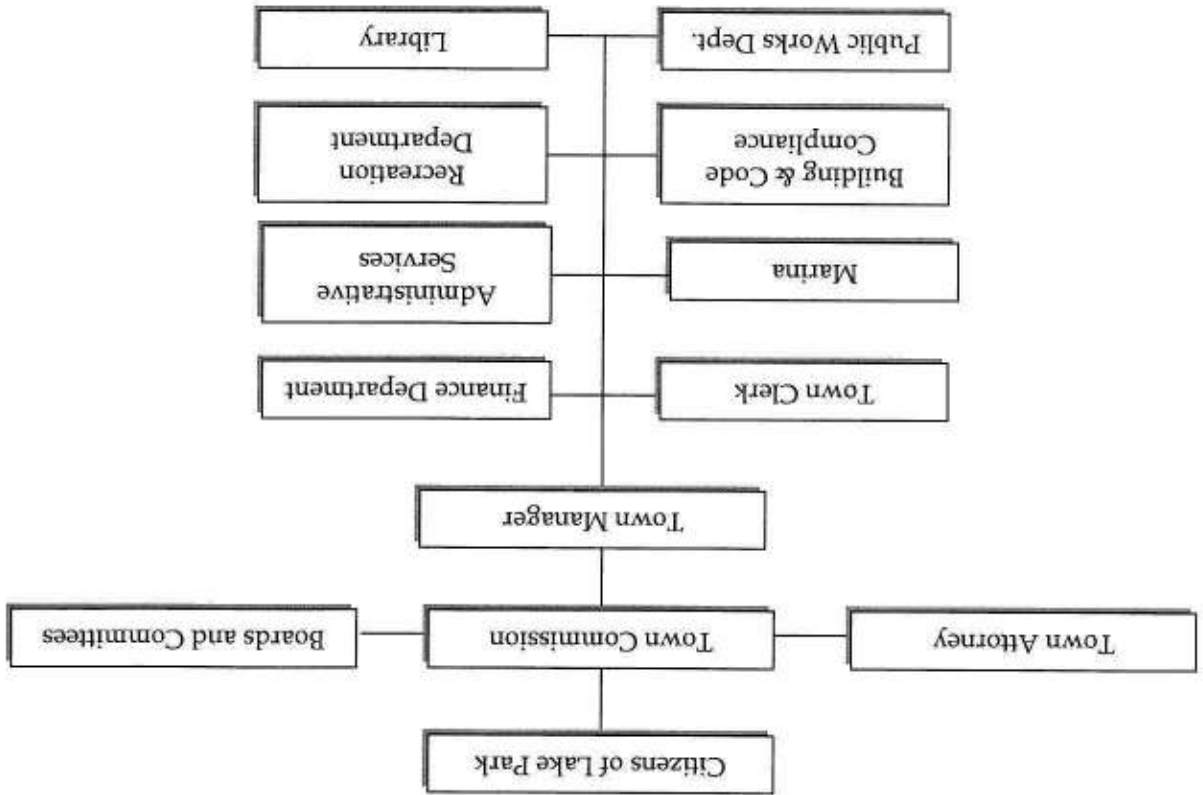 Citizens of Lake Park
Town Attorney
Town Commission
Boards and Committees
Town Manager
Town Clerk
Finance Department
Marina
Administrative
Services
Building & Code
Compliance
Recreation
Department
Public Works Dept.
Library